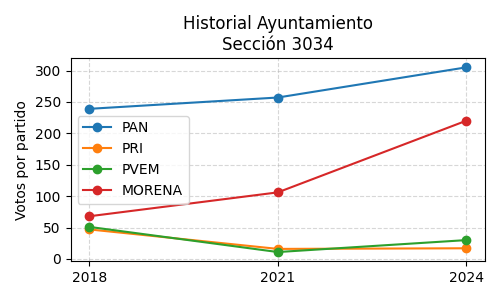 Historial Ayuntamiento
Sección 3034
Votos por partido
300
250
200
150
100
50
0
PAN
PRI
PVEM
MORENA
2018
2021
2024